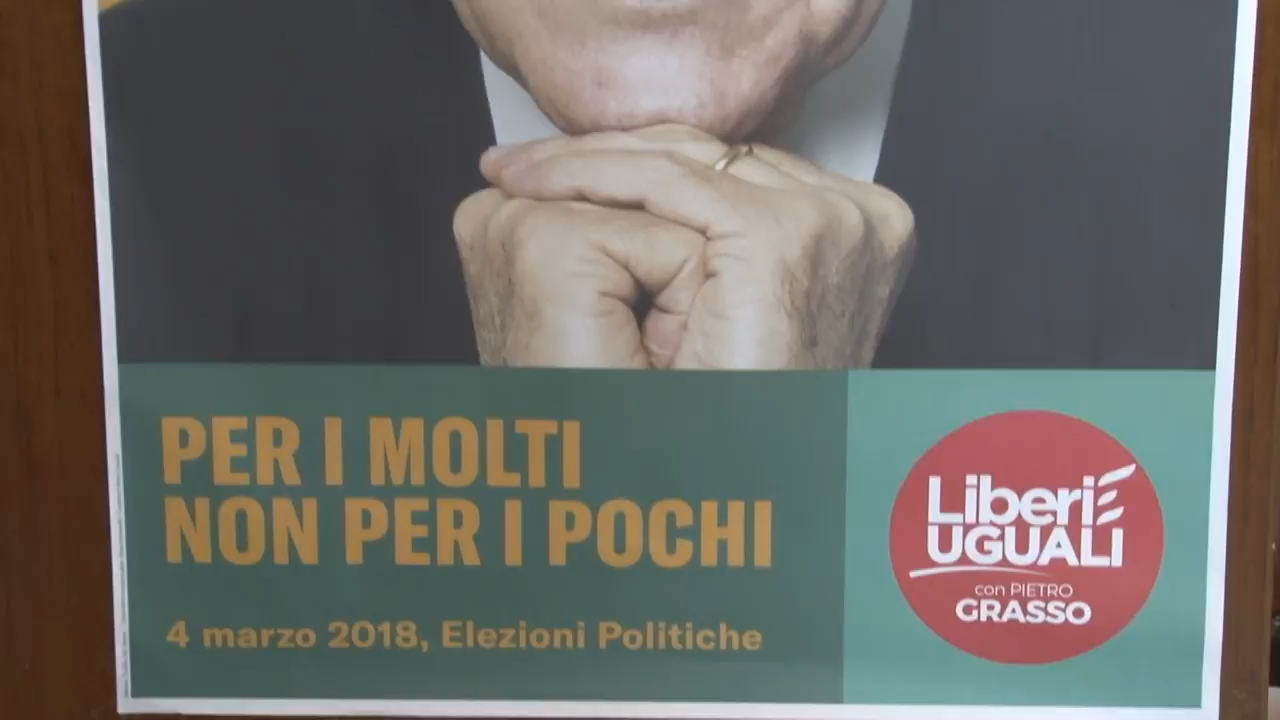 PER I MOLTI
NON PER I POCHI
4 marzo 2018, Elezioni Politiche
Liberi E
UGUALI
con PIETRO
GRASSO